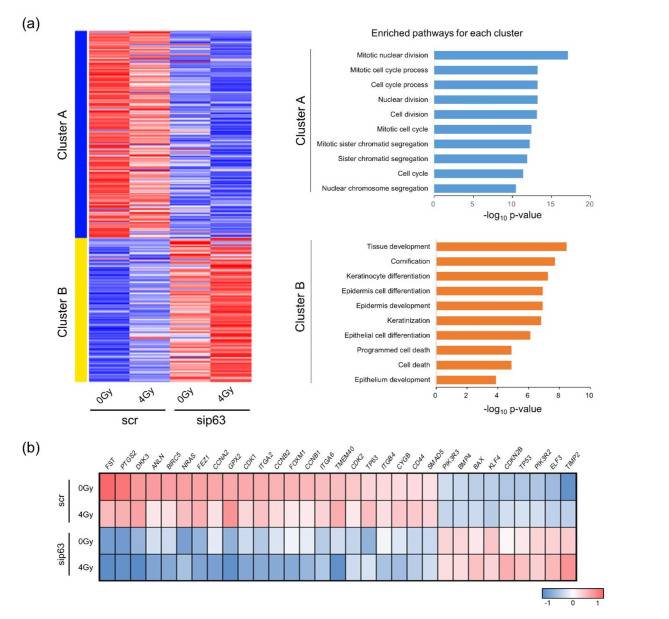 (a)
Enriched pathways for each cluster
Cluster A
Cluster A
Mitotic nuclear division
Mitotic cell cycle process
Cell cycle process
Nuclear division
Cell division
Mitotic cell cycle
Mitotic sister chromatid segregation
Sister chromatid segregation
Cell cycle
Nuclear chromosome segregation
0 5 10 15 20
-log10 p-value
Cluster B
Cluster B
Tissue development
Cornification
Keratinocyte differentiation
Epidermis cell differentiation
Epidermis development
Keratinization
Epithelial cell differentiation
Programmed cell death
Cell death
Epithelium development
0 2 4 6 8 10
-log10 p-value
0Gy 4Gy 0Gy 4Gy
scr sip63
(b)
FST PTGS2 DKK3 ANLN BIRC5 NRAS FEZ1 CCNA2 GPX2 CDK1 ITGA2 CCNB2 FOXM1 CCNB1 ITGA6 TMEM40 CDK2 TP63 ITGB4 CYGB CD44 SMAD5 PIK3R3 BMP4 BAX KLF4 CDKN2B TP53 PIK3R2 ELF3 TIMP2
scr
0Gy
4Gy
sip63
0Gy
4Gy
-1 0 1